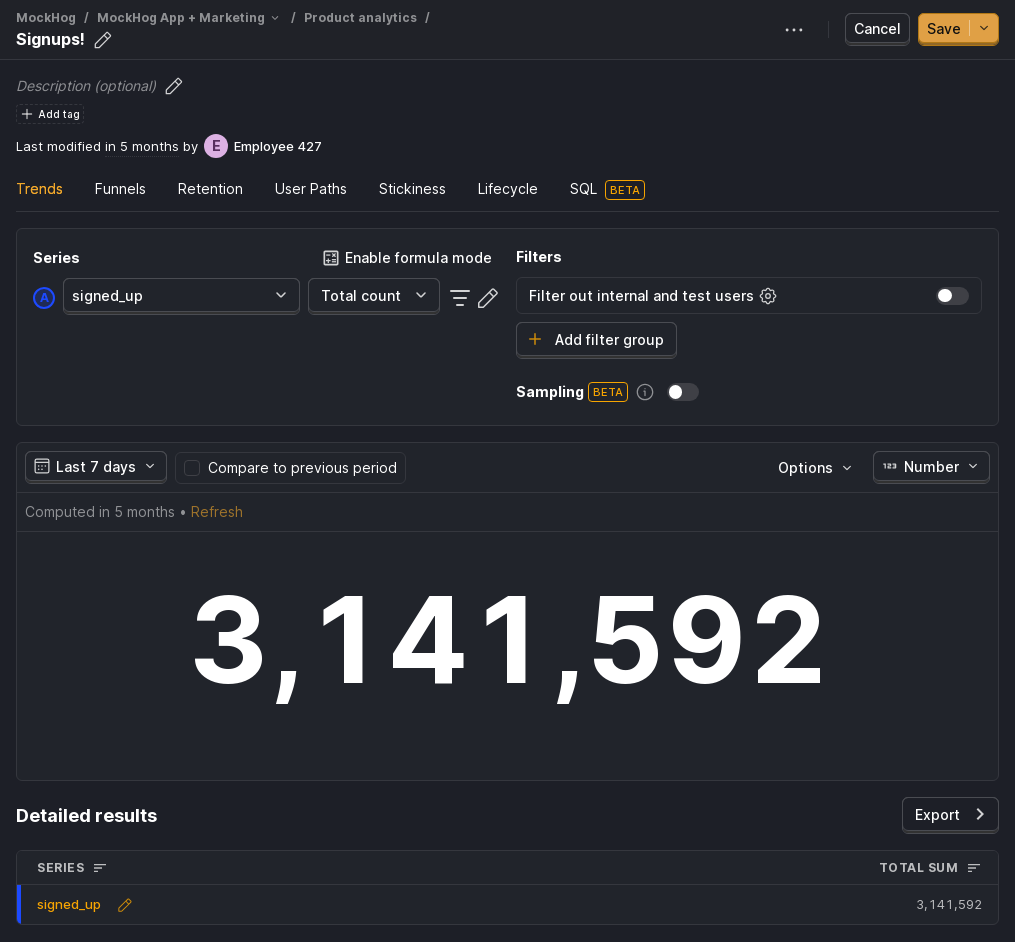 MockHog / MockHog App + Marketing / Product analytics /
Signups!
Cancel
Save
Description (optional)
Add tag
Last modified in 5 months by E Employee 427
Trends Funnels Retention User Paths Stickiness Lifecycle SQL BETA
Series
Enable formula mode
A signed_up Total count
Filters
Filter out internal and test users
Add filter group
Sampling BETA
Last 7 days Compare to previous period Options 123 Number
Computed in 5 months • Refresh
3,141,592
Detailed results
Export
SERIES TOTAL SUM
signed_up 3,141,592